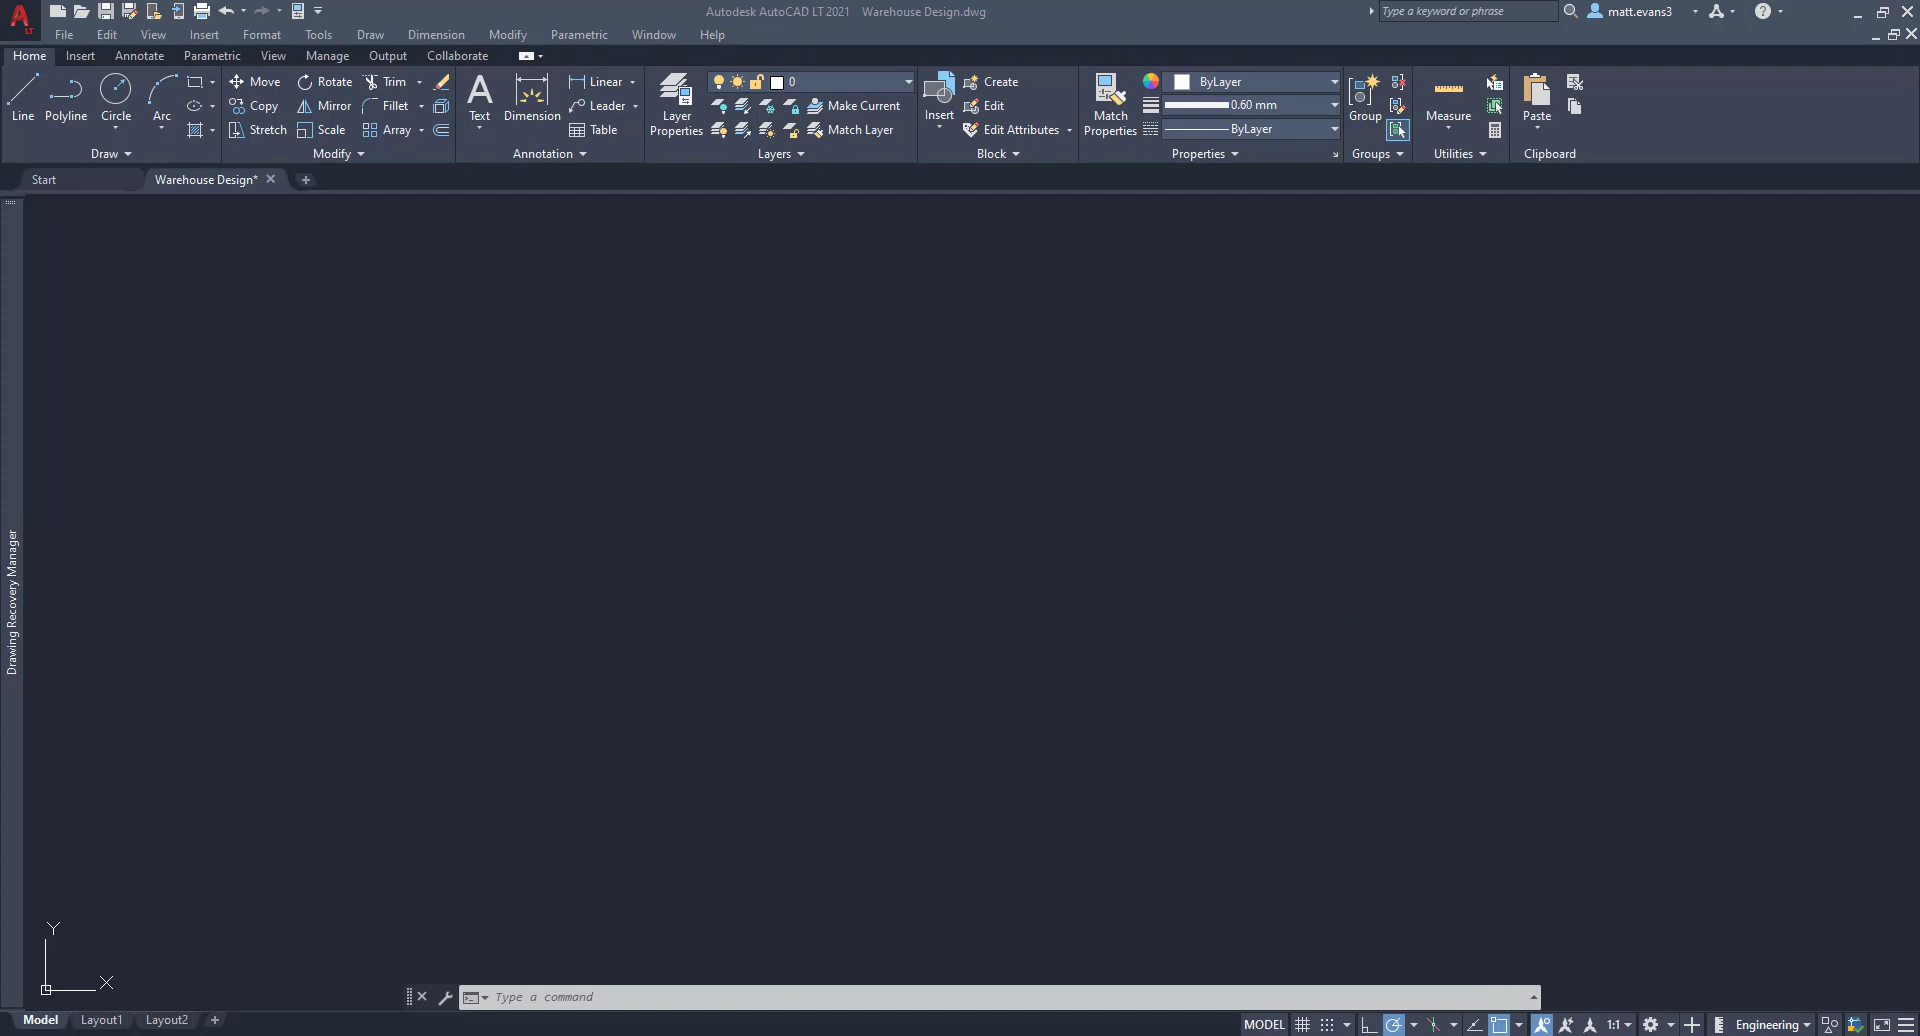 Autodesk AutoCAD LT 2021 Warehouse Design.dwg Type a keyword or phrase matt.evans3
File Edit View Insert Format Tools Draw Dimension Modify Parametric Window Help
Home Insert Annotate Parametric View Manage Output Collaborate
Line Polyline Circle Arc
Draw
Move Rotate Trim
Copy Mirror Fillet
Stretch Scale Array
Modify
Text Dimension
Linear
Leader
Table
Annotation
Layer
Properties
0
Make Current
Match Layer
Layers
Insert
Create
Edit
Edit Attributes
Block
Match
Properties
ByLayer
0.60 mm
ByLayer
Properties
Group
Groups
Measure
Utilities
Paste
Clipboard
Start Warehouse Design*
Drawing Recovery Manager
Y
X
Type a command
Model Layout1 Layout2
MODEL 1:1 Engineering